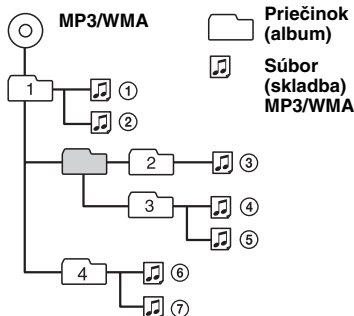 MP3/WMA
Priečinok
(album)
Súbor
(skladba)
MP3/WMA
1
①
②
2
③
3
④
⑤
4
⑥
⑦